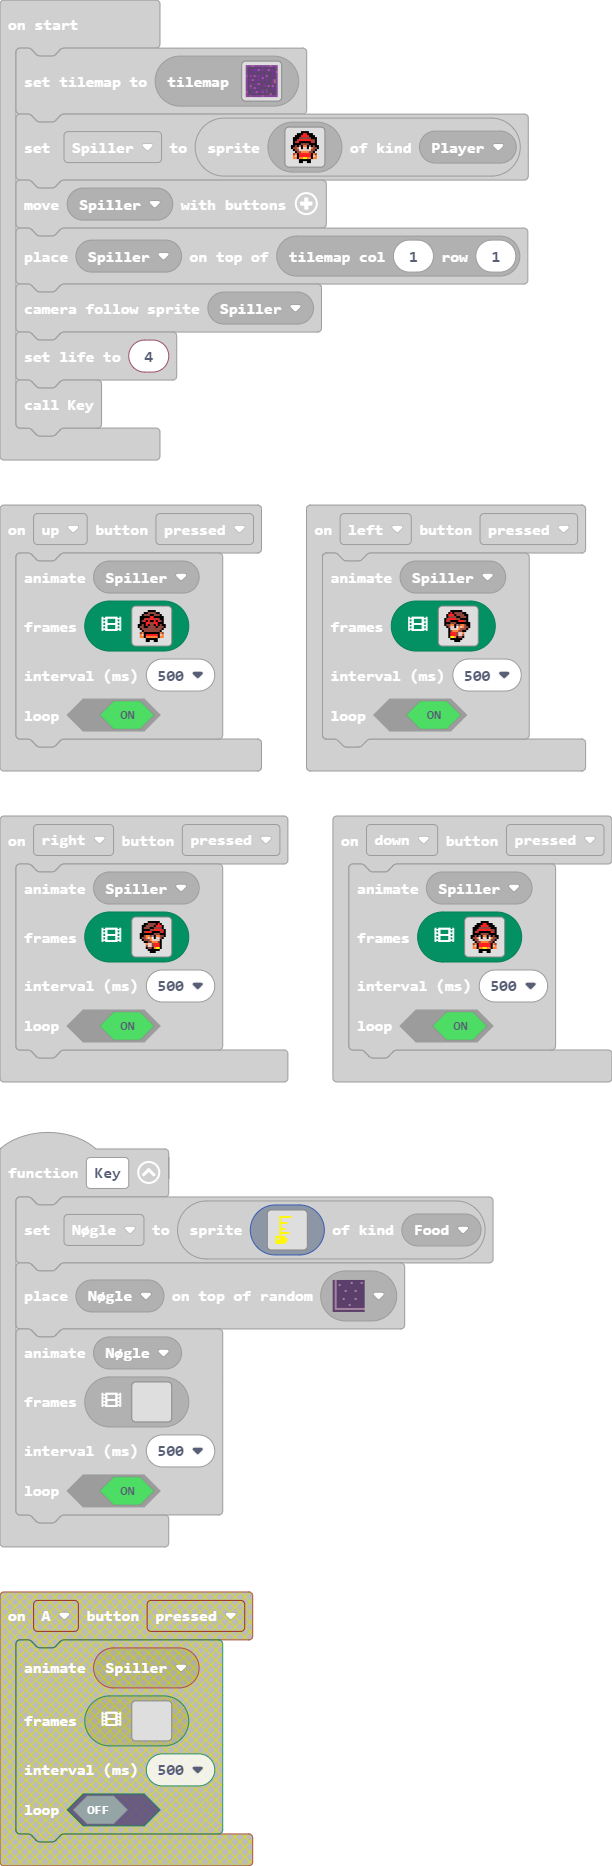 on start
set tilemap to tilemap
set Spiller to sprite of kind Player
move Spiller with buttons
place Spiller on top of tilemap col 1 row 1
camera follow sprite Spiller
set life to 4
call Key
on up button pressed
animate Spiller
frames
interval (ms) 500
loop ON
on left button pressed
animate Spiller
frames
interval (ms) 500
loop ON
on right button pressed
animate Spiller
frames
interval (ms) 500
loop ON
on down button pressed
animate Spiller
frames
interval (ms) 500
loop ON
function Key
set Nøgle to sprite of kind Food
place Nøgle on top of random
animate Nøgle
frames
interval (ms) 500
loop ON
on A button pressed
animate Spiller
frames
interval (ms) 500
loop OFF